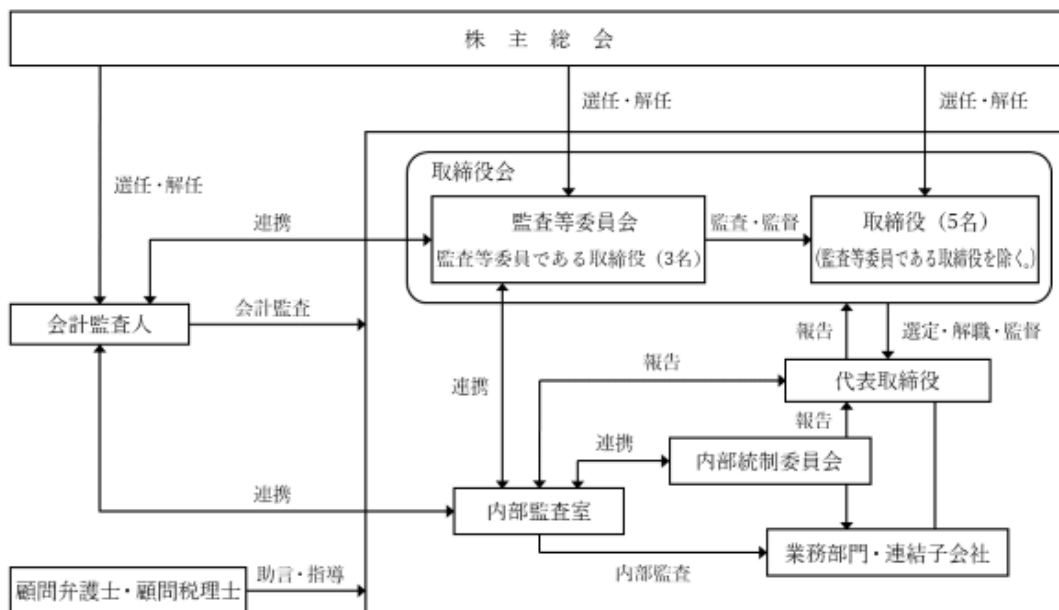 株主総会
選任・解任
選任・解任
選任・解任
取締役会
監査等委員会
監査等委員である取締役（3名）
監査・監督
取締役（5名）
（監査等委員である取締役を除く。）
連携
会計監査人
会計監査
連携
報告
選定・解職・監督
報告
代表取締役
報告
連携
内部統制委員会
連携
内部監査室
内部監査
業務部門・連結子会社
顧問弁護士・顧問税理士
助言・指導